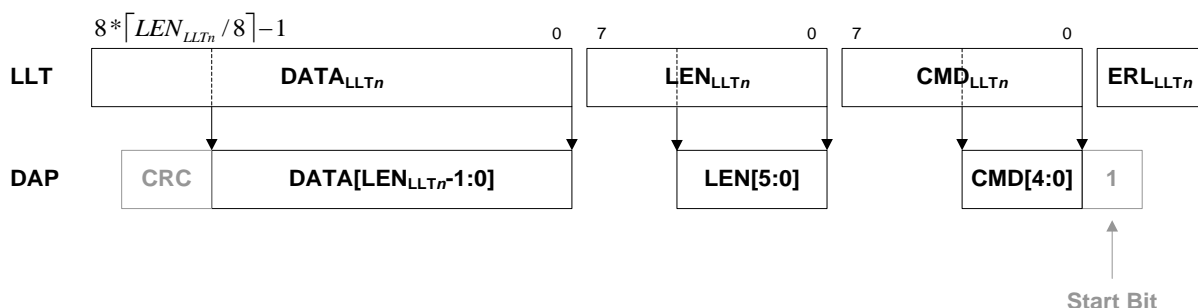 8*⌈LEN_LLTn /8⌉−1 0 7 0 7 0
LLT DATA_LLTn LEN_LLTn CMD_LLTn ERL_LLTn
DAP CRC DATA[LEN_LLTn-1:0] LEN[5:0] CMD[4:0] 1
Start Bit